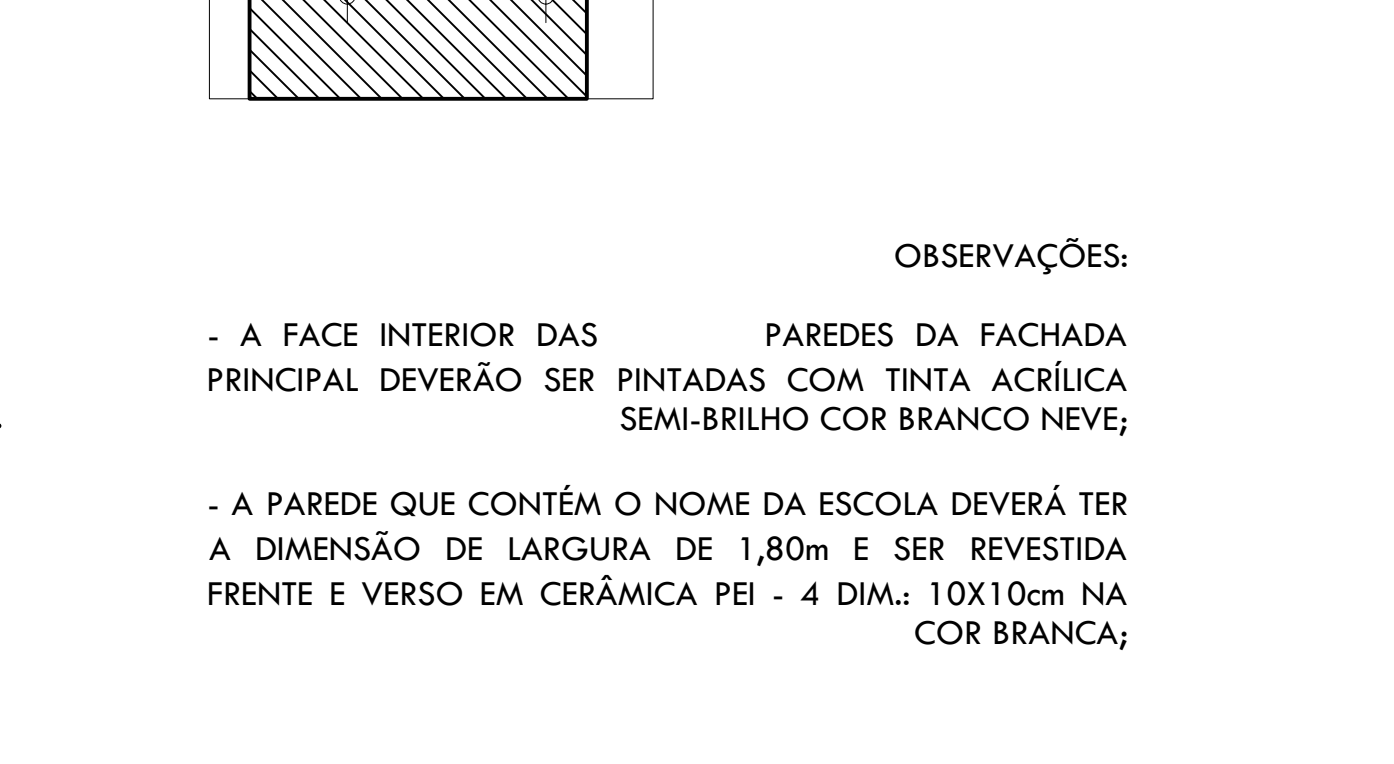 OBSERVAÇÕES:
- A FACE INTERIOR DAS PAREDES DA FACHADA
PRINCIPAL DEVERÃO SER PINTADAS COM TINTA ACRÍLICA
SEMI-BRILHO COR BRANCO NEVE;
- A PAREDE QUE CONTÉM O NOME DA ESCOLA DEVERÁ TER
A DIMENSÃO DE LARGURA DE 1,80m E SER REVESTIDA
FRENTE E VERSO EM CERÂMICA PEI - 4 DIM.: 10X10cm NA
COR BRANCA;